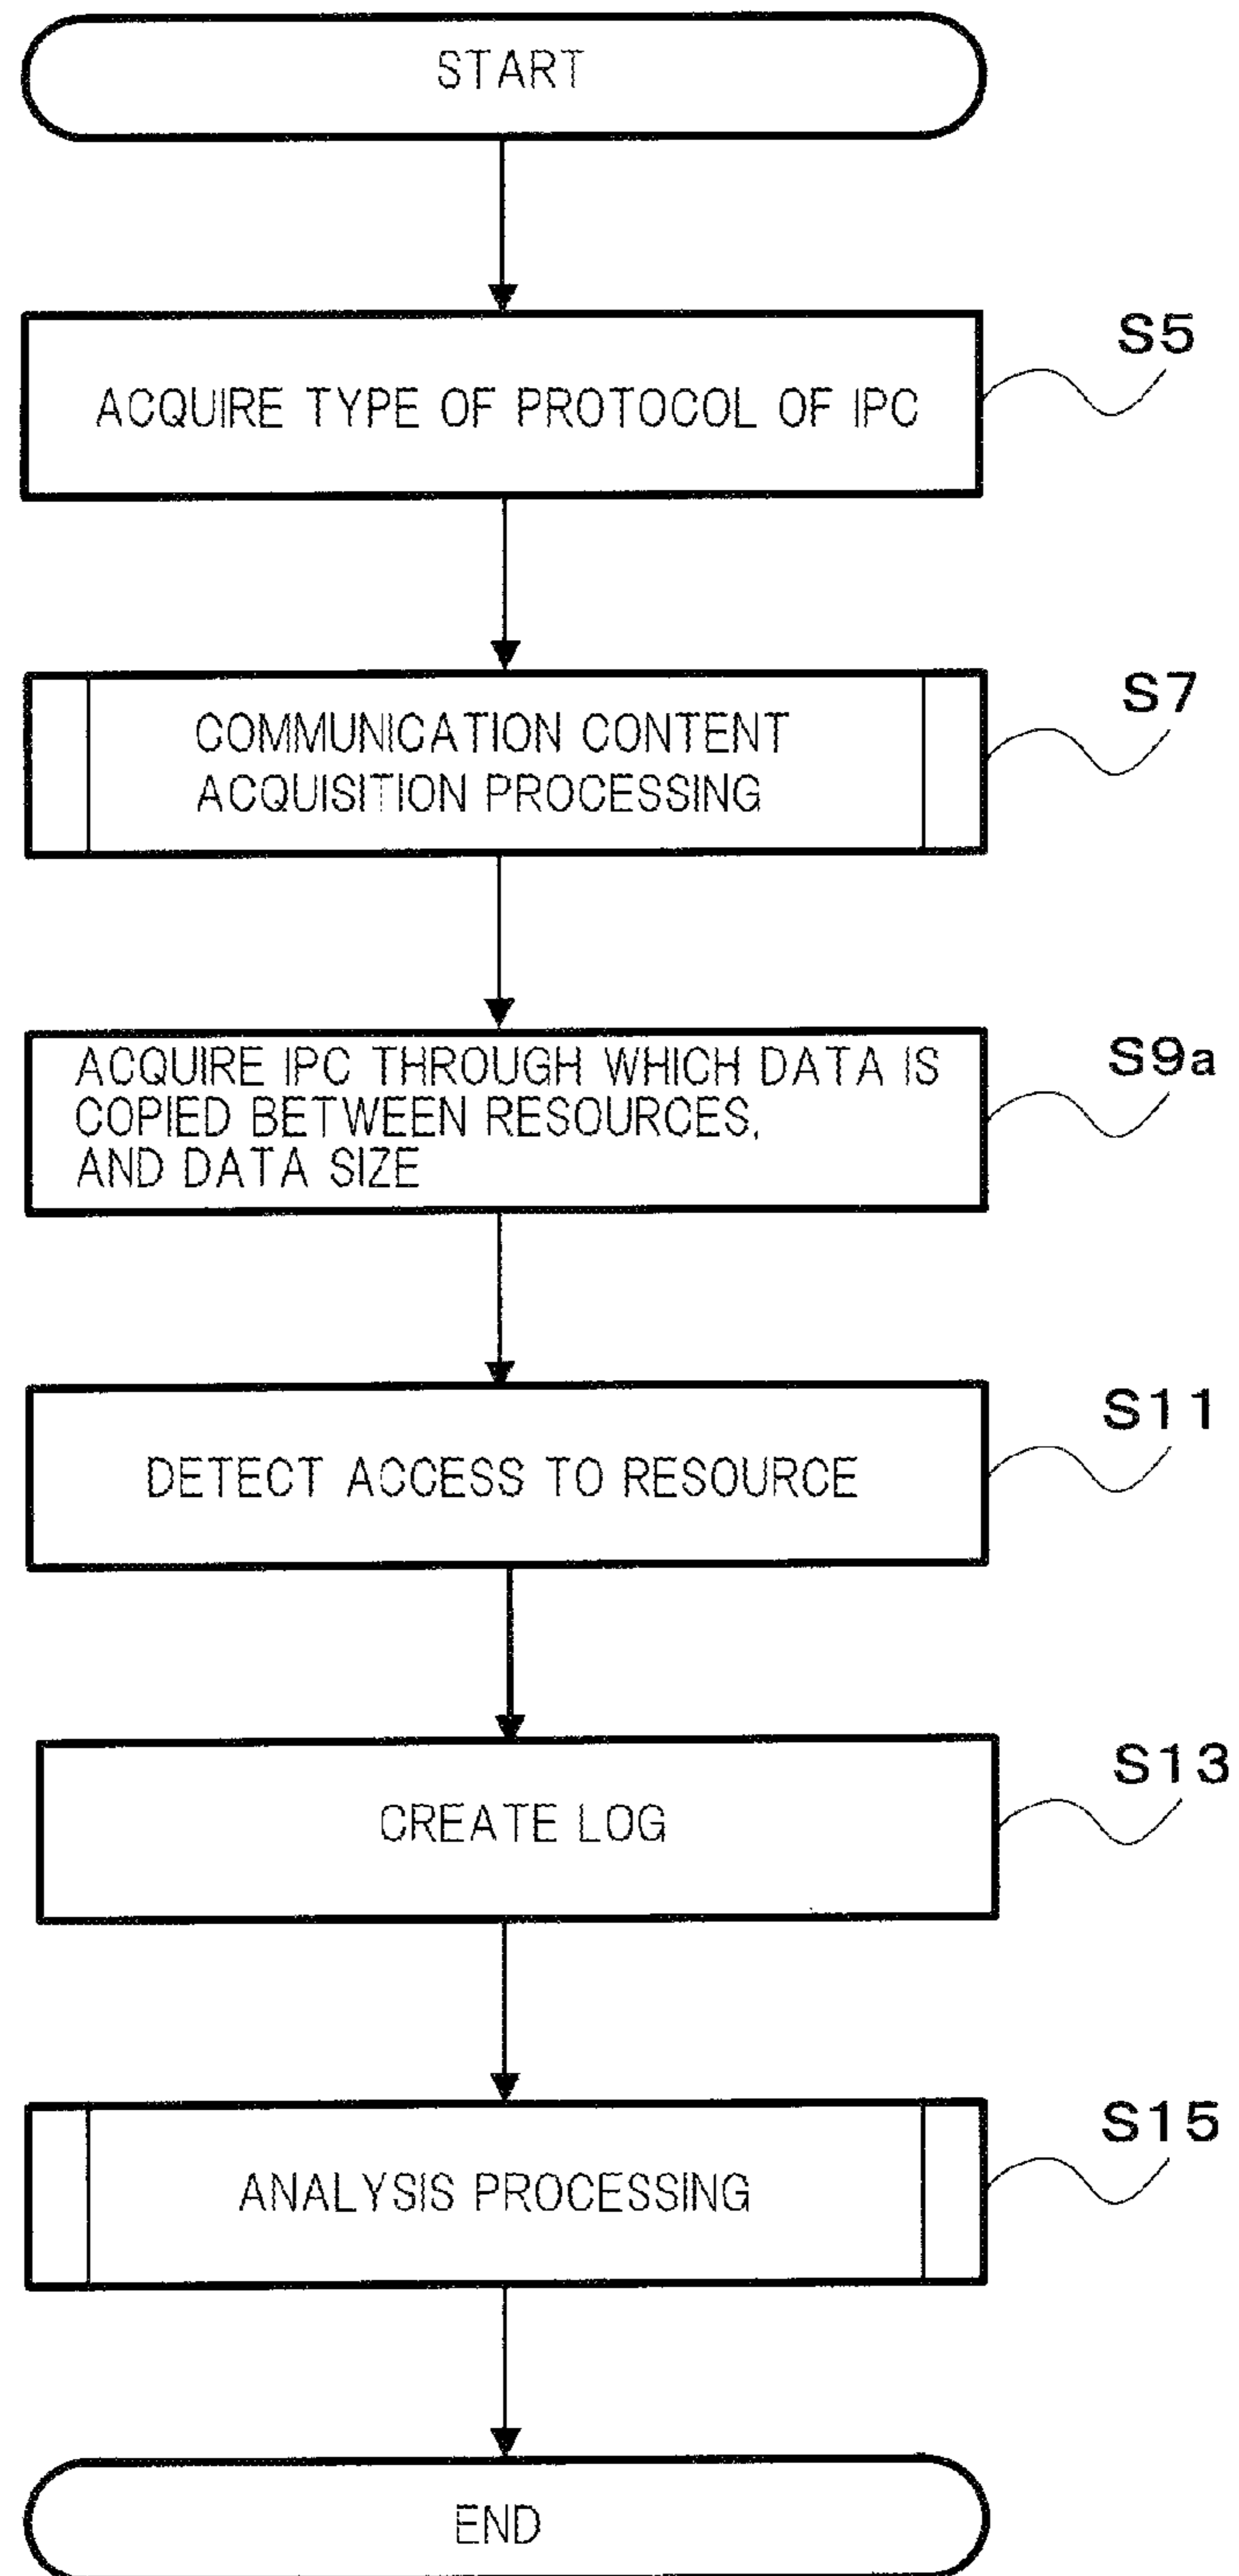 START
S5
ACQUIRE TYPE OF PROTOCOL OF IPC
S7
COMMUNICATION CONTENT
ACQUISITION PROCESSING
S9a
ACQUIRE IPC THROUGH WHICH DATA IS
COPIED BETWEEN RESOURCES,
AND DATA SIZE
S11
DETECT ACCESS TO RESOURCE
S13
CREATE LOG
S15
ANALYSIS PROCESSING
END